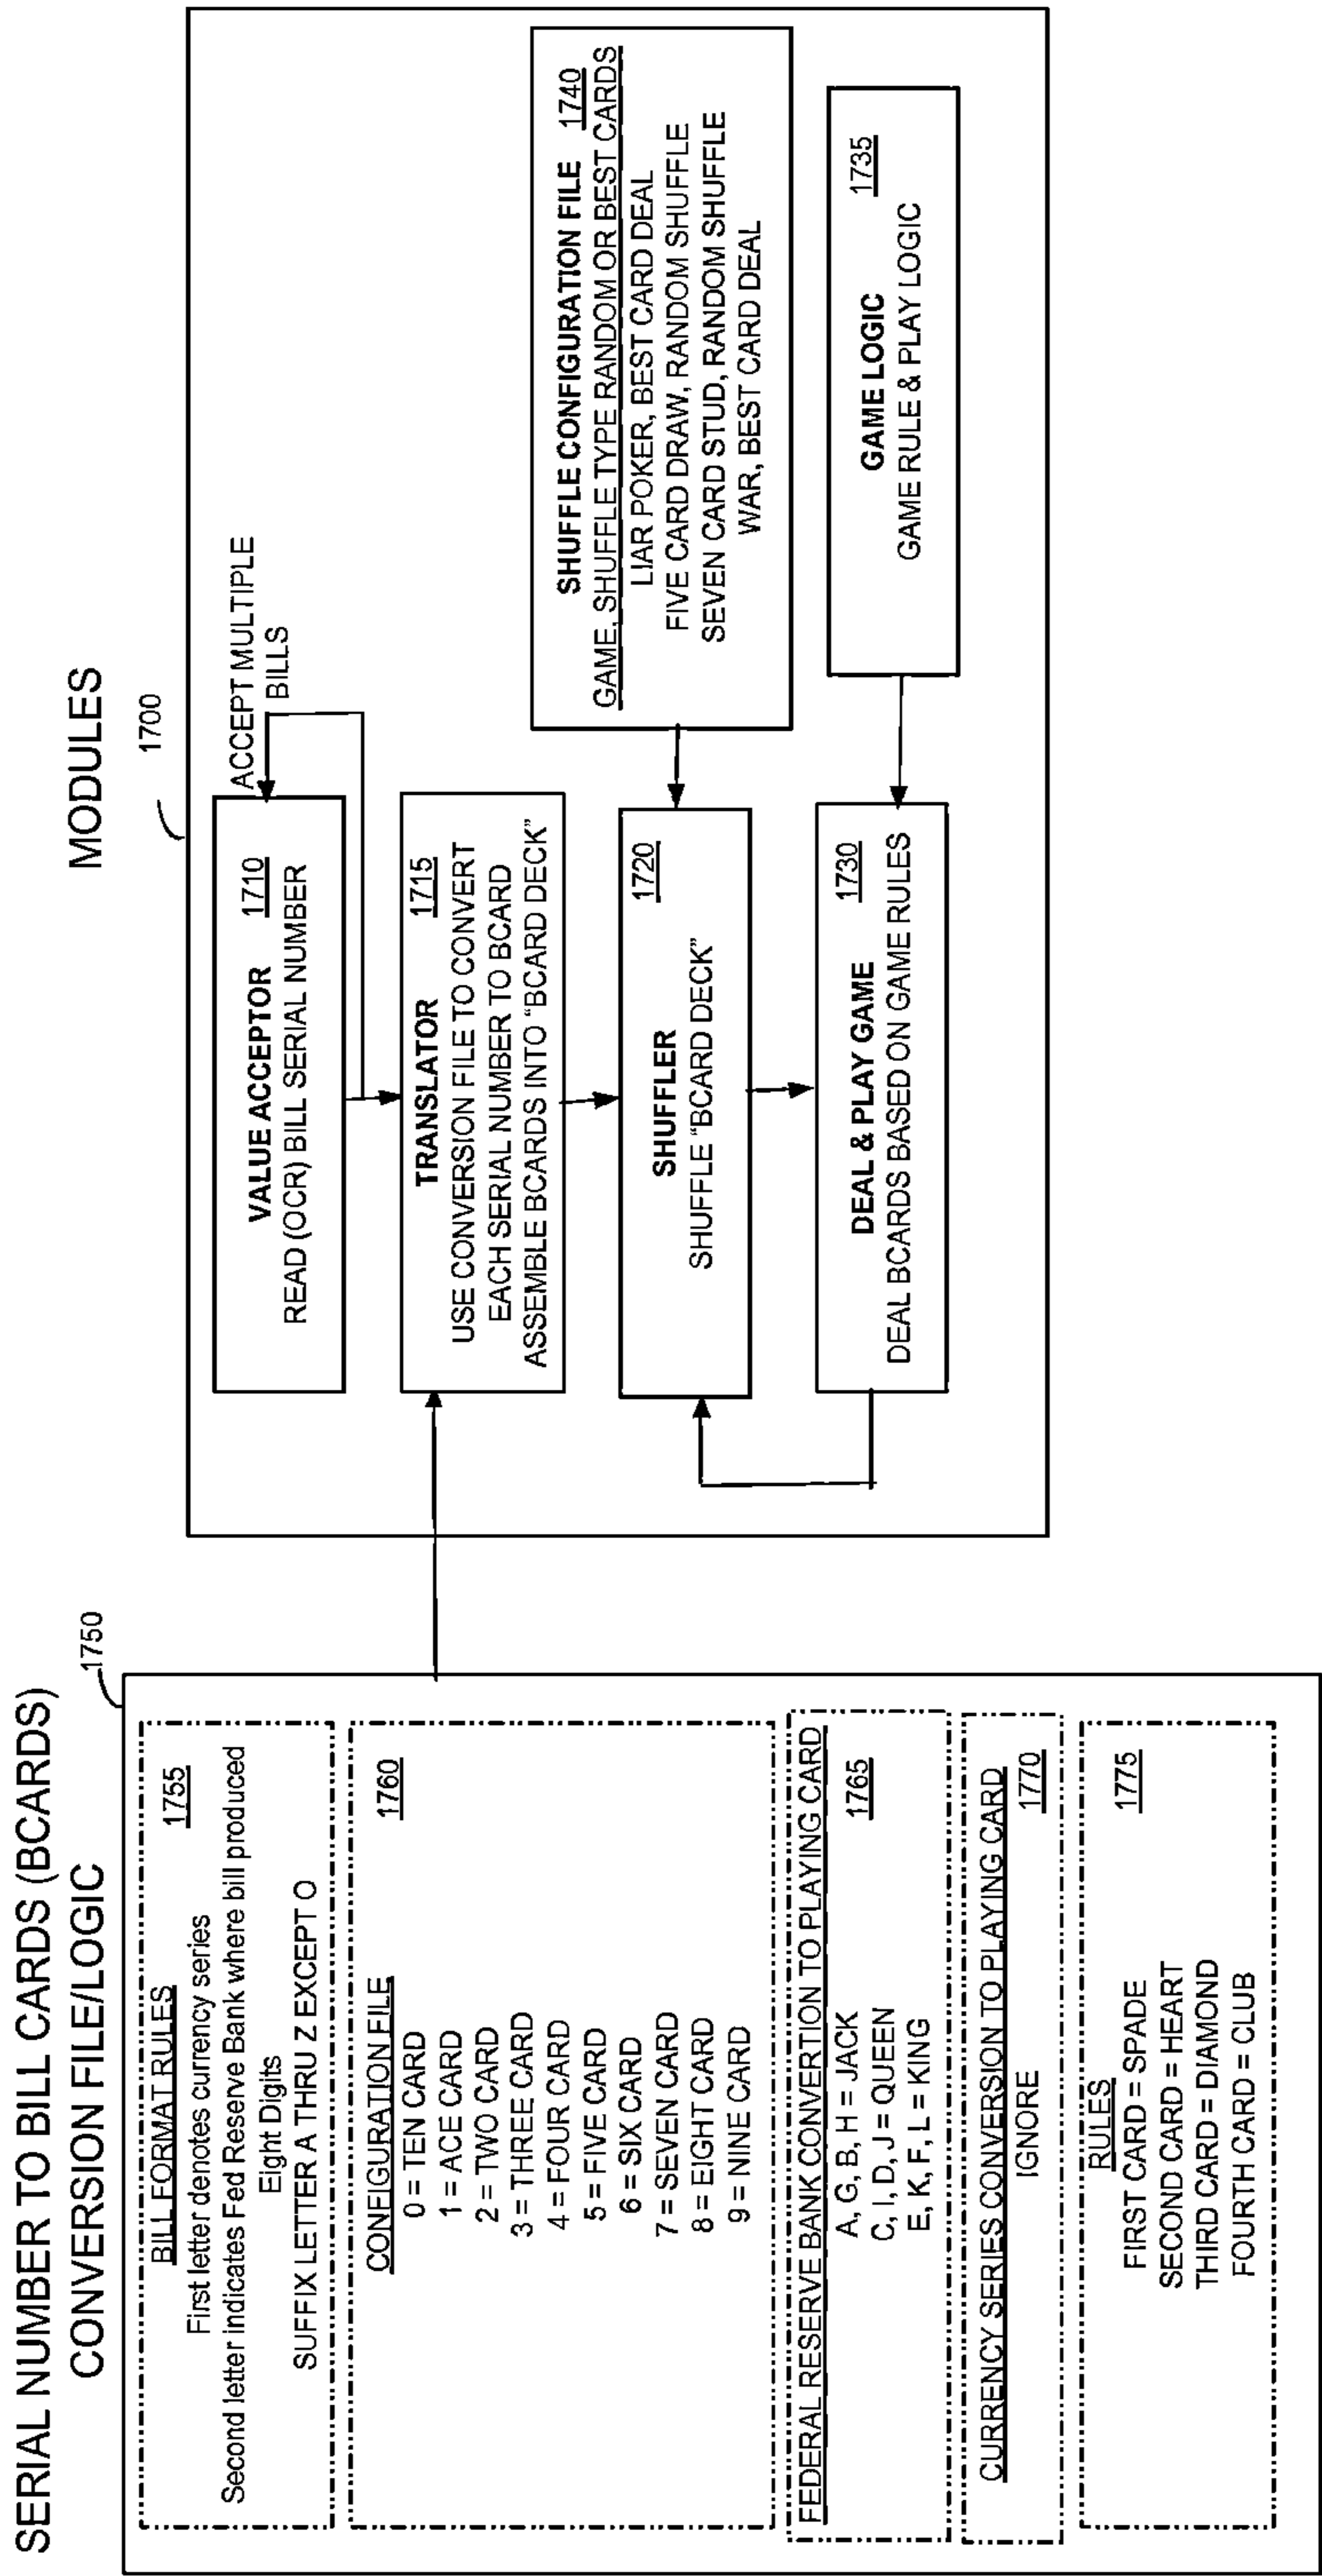 SERIAL NUMBER TO BILL CARDS (BCARDS)
CONVERSION FILE/LOGIC
1750
BILL FORMAT RULES
1755
First letter denotes currency series
Second letter indicates Fed Reserve Bank where bill produced
Eight Digits
SUFFIX LETTER A THRU Z EXCEPT O
CONFIGURATION FILE
1760
0 = TEN CARD
1 = ACE CARD
2 = TWO CARD
3 = THREE CARD
4 = FOUR CARD
5 = FIVE CARD
6 = SIX CARD
7 = SEVEN CARD
8 = EIGHT CARD
9 = NINE CARD
FEDERAL RESERVE BANK CONVERTION TO PLAYING CARD
A, G, B, H = JACK
1765
C, I, D, J = QUEEN
E, K, F, L = KING
CURRENCY SERIES CONVERSION TO PLAYING CARD
IGNORE
1770
RULES
1775
FIRST CARD = SPADE
SECOND CARD = HEART
THIRD CARD = DIAMOND
FOURTH CARD = CLUB
MODULES
1700
VALUE ACCEPTOR 1710
READ (OCR) BILL SERIAL NUMBER
ACCEPT MULTIPLE
BILLS
TRANSLATOR 1715
USE CONVERSION FILE TO CONVERT
EACH SERIAL NUMBER TO BCARD
ASSEMBLE BCARDS INTO "BCARD DECK"
SHUFFLER 1720
SHUFFLE "BCARD DECK"
DEAL & PLAY GAME 1730
DEAL BCARDS BASED ON GAME RULES
SHUFFLE CONFIGURATION FILE 1740
GAME, SHUFFLE TYPE RANDOM OR BEST CARDS
LIAR POKER, BEST CARD DEAL
FIVE CARD DRAW, RANDOM SHUFFLE
SEVEN CARD STUD, RANDOM SHUFFLE
WAR, BEST CARD DEAL
GAME LOGIC 1735
GAME RULE & PLAY LOGIC